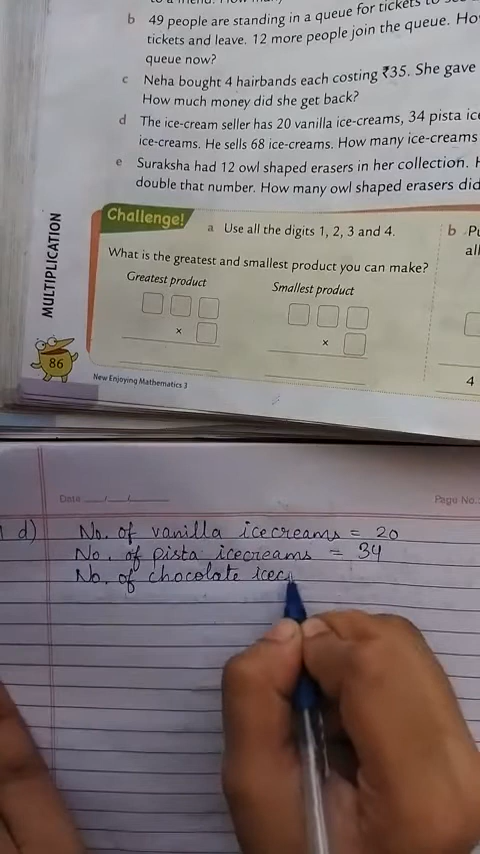 b 49 people are standing in a queue for tickets to
tickets and leave. 12 more people join the queue.
queue now?
c Neha bought 4 hairbands each costing ₹35. She gave
How much money did she get back?
d The ice-cream seller has 20 vanilla ice-creams, 34 pista
ice-creams. He sells 68 ice-creams. How many ice-creams
e Suraksha had 12 owl shaped erasers in her collection.
double that number. How many owl shaped erasers did
MULTIPLICATION
Challenge!
a Use all the digits 1, 2, 3 and 4.
What is the greatest and smallest product you can make?
Greatest product Smallest product
× ×
b
4
86
New Enjoying Mathematics 3
Date __/__/__ Page No.
d) No. of vanilla icecreams = 20
No. of pista icecreams = 34
No. of chocolate icec